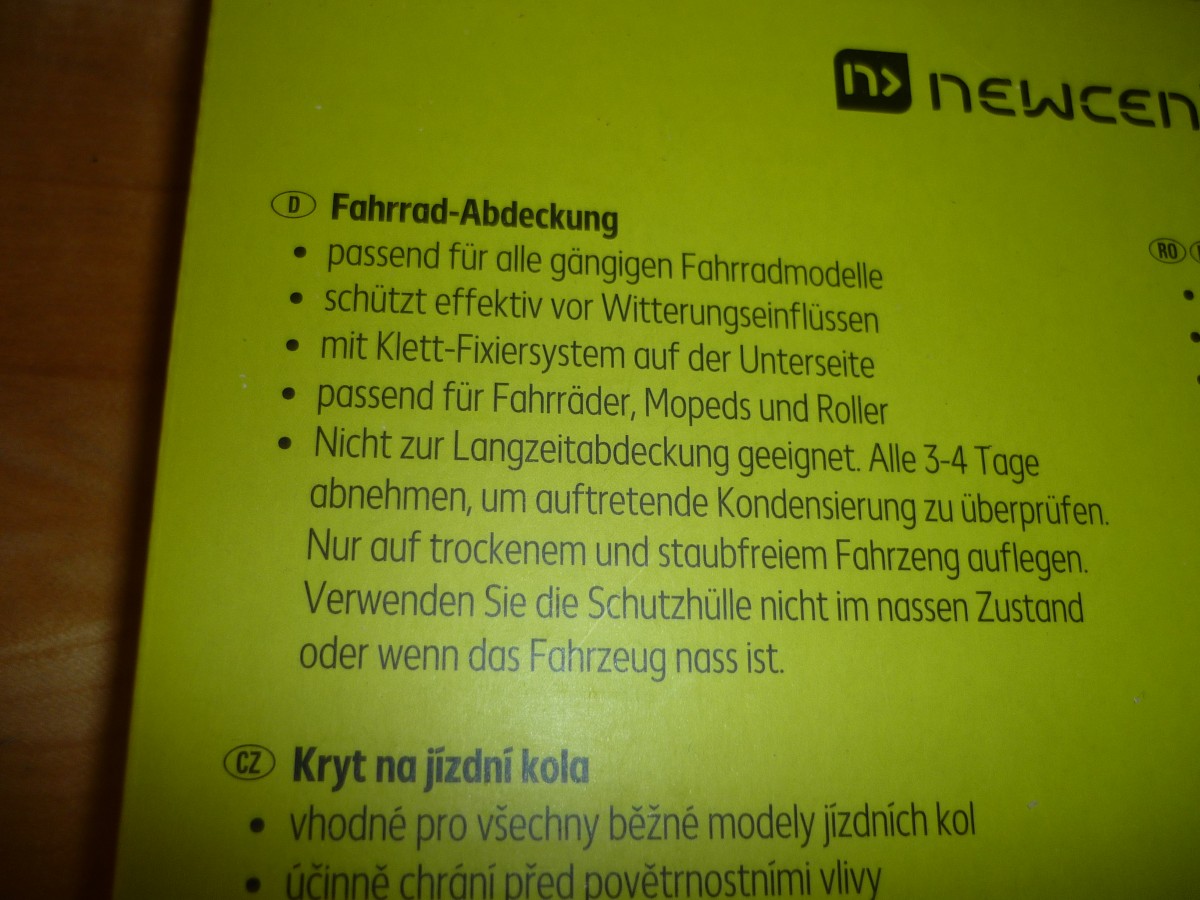 n> NEWCEN
D Fahrrad-Abdeckung
• passend für alle gängigen Fahrradmodelle
• schützt effektiv vor Witterungseinflüssen
• mit Klett-Fixiersystem auf der Unterseite
• passend für Fahrräder, Mopeds und Roller
• Nicht zur Langzeitabdeckung geeignet. Alle 3-4 Tage
abnehmen, um auftretende Kondensierung zu überprüfen.
Nur auf trockenem und staubfreiem Fahrzeng auflegen.
Verwenden Sie die Schutzhülle nicht im nassen Zustand
oder wenn das Fahrzeug nass ist.
CZ Kryt na jízdní kola
• vhodné pro všechny běžné modely jízdních kol
• účinně chrání před povětrnostními vlivy
RO